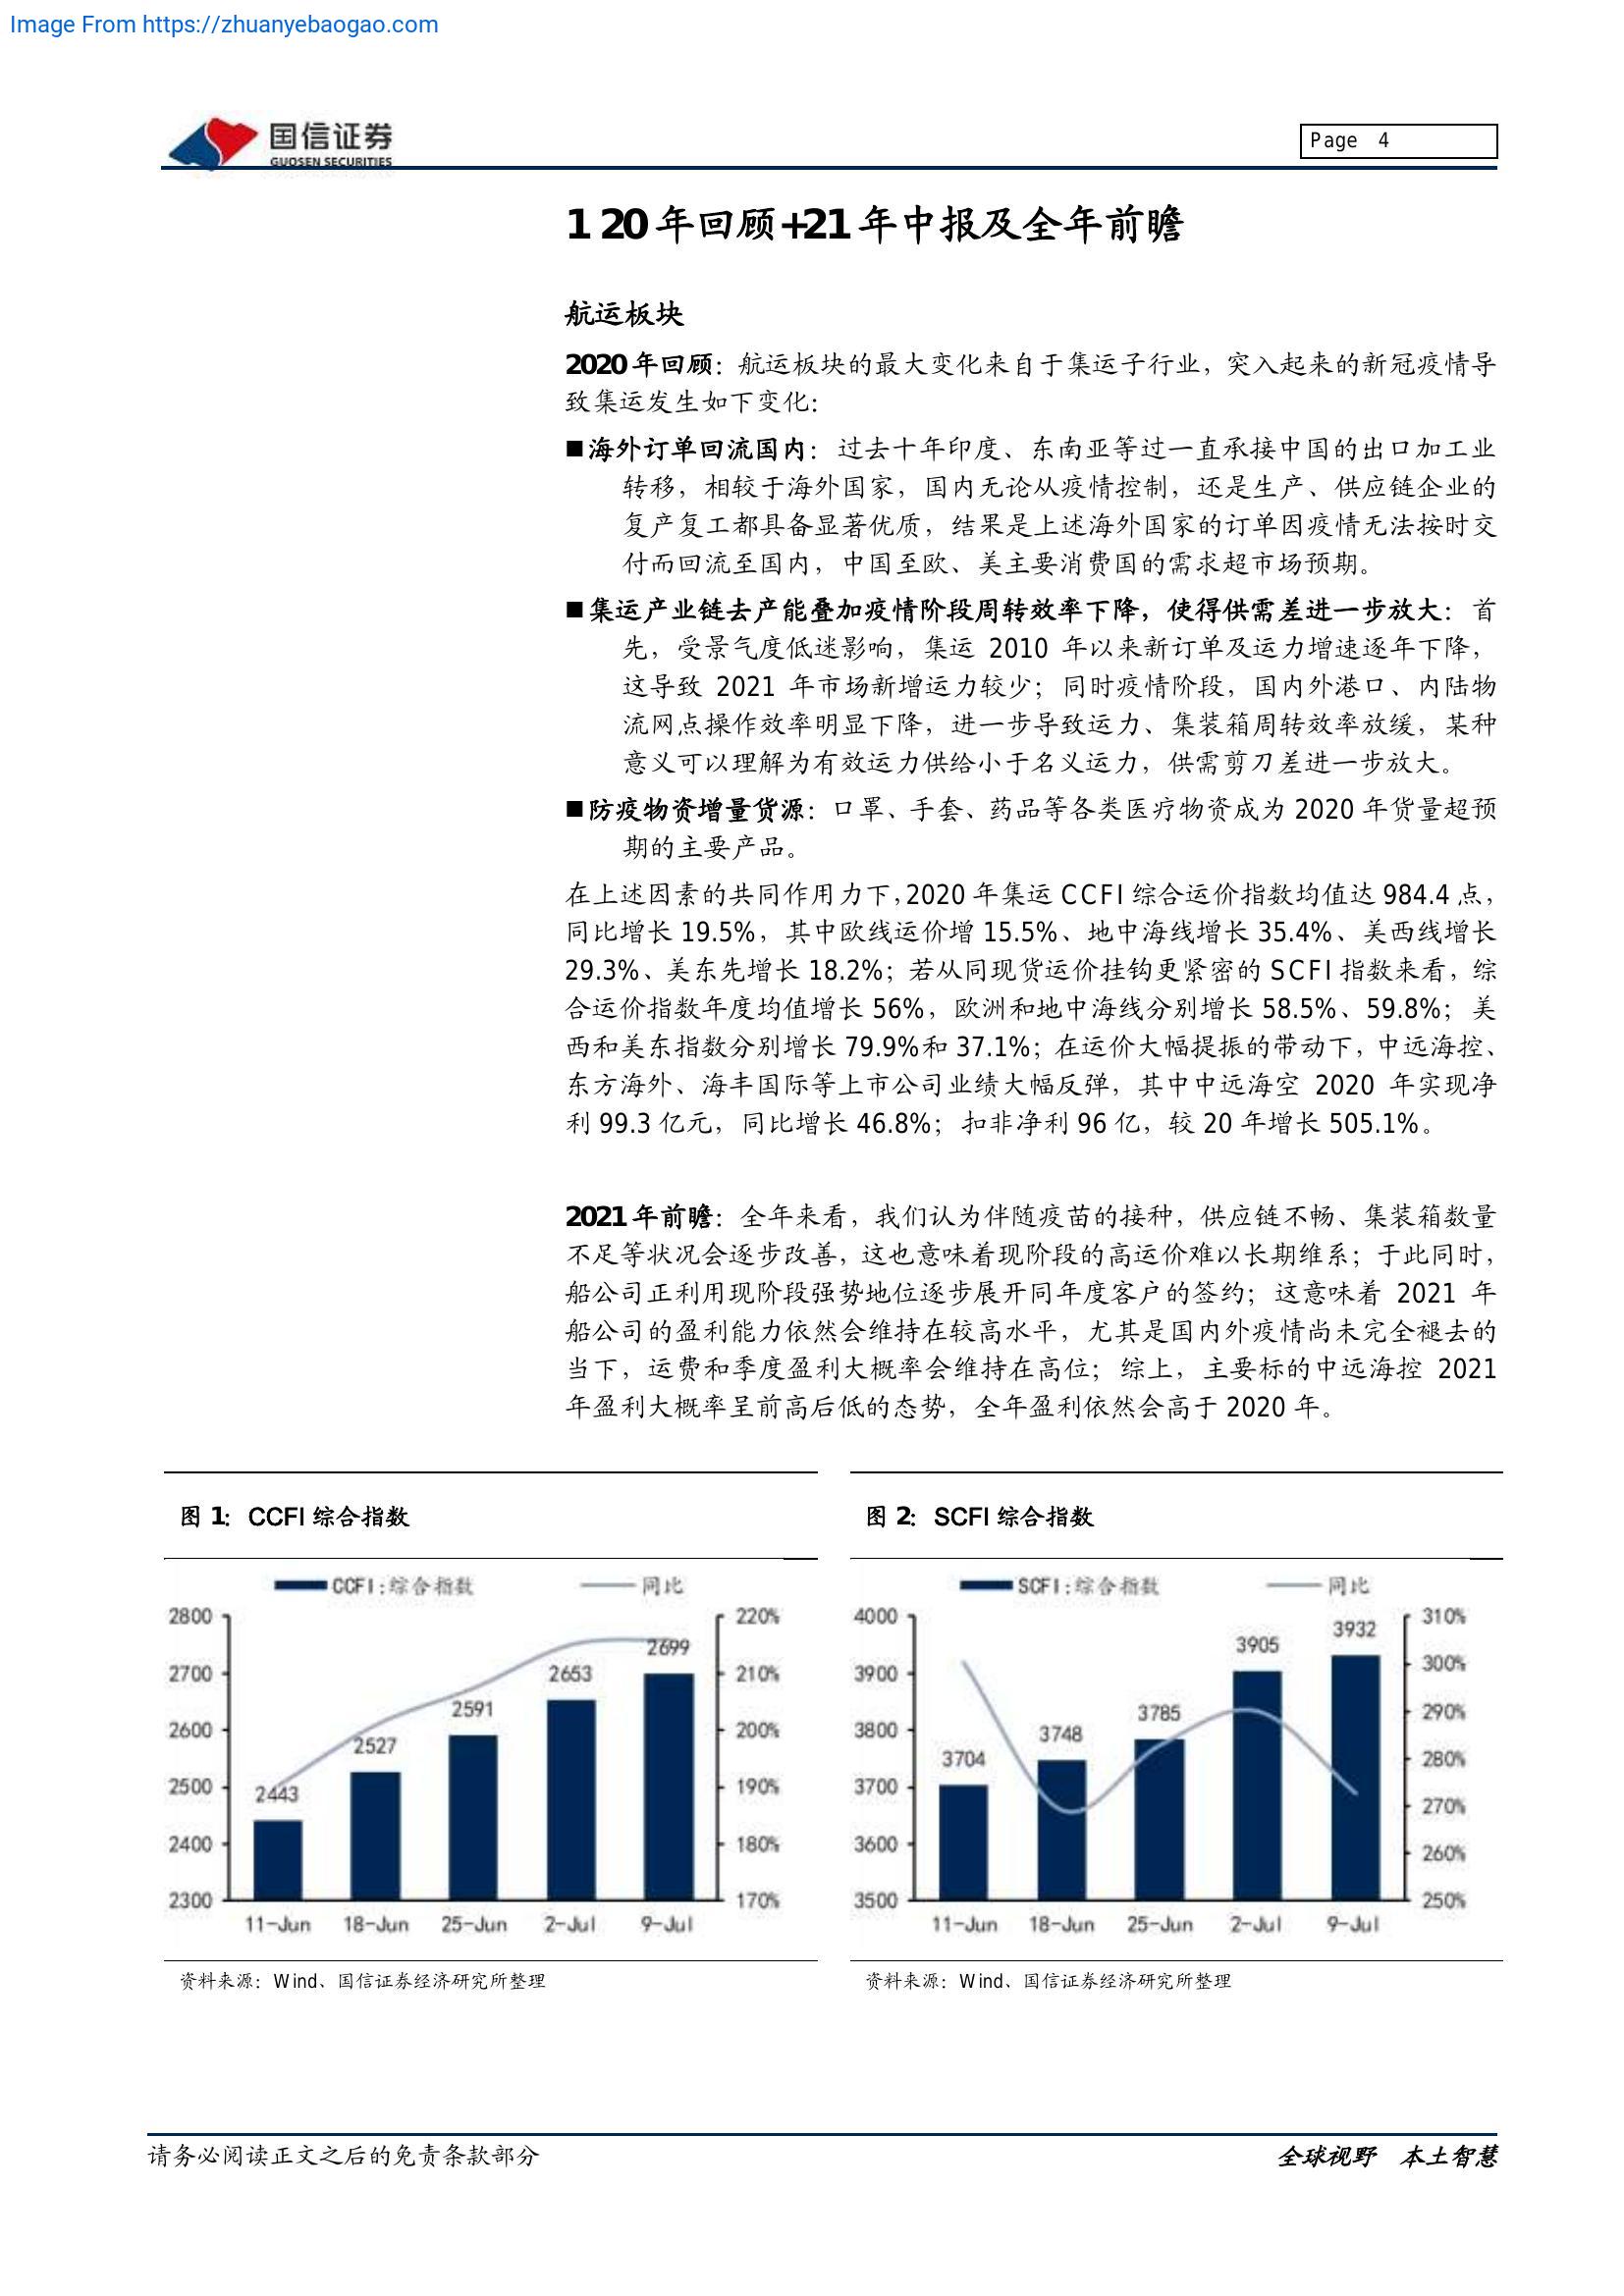 Image From https://zhuanyebaogao.com
国信证券
GUOSEN SECURITIES
Page 4
1 20年回顾+21年中报及全年前瞻
航运板块
2020年回顾：航运板块的最大变化来自于集运子行业，突入起来的新冠疫情导
致集运发生如下变化：
■海外订单回流国内：过去十年印度、东南亚等过一直承接中国的出口加工业
转移，相较于海外国家，国内无论从疫情控制，还是生产、供应链企业的
复产复工都具备显著优质，结果是上述海外国家的订单因疫情无法按时交
付而回流至国内，中国至欧、美主要消费国的需求超市场预期。
■集运产业链去产能叠加疫情阶段周转效率下降，使得供需差进一步放大：首
先，受景气度低迷影响，集运 2010 年以来新订单及运力增速逐年下降，
这导致 2021 年市场新增运力较少；同时疫情阶段，国内外港口、内陆物
流网点操作效率明显下降，进一步导致运力、集装箱周转效率放缓，某种
意义可以理解为有效运力供给小于名义运力，供需剪刀差进一步放大。
■防疫物资增量货源：口罩、手套、药品等各类医疗物资成为 2020 年货量超预
期的主要产品。
在上述因素的共同作用力下，2020 年集运 CCFI 综合运价指数均值达 984.4 点，
同比增长 19.5%，其中欧线运价增 15.5%、地中海线增长 35.4%、美西线增长
29.3%、美东先增长 18.2%；若从同现货运价挂钩更紧密的 SCFI 指数来看，综
合运价指数年度均值增长 56%，欧洲和地中海线分别增长 58.5%、59.8%；美
西和美东指数分别增长 79.9%和 37.1%；在运价大幅提振的带动下，中远海控、
东方海外、海丰国际等上市公司业绩大幅反弹，其中中远海空 2020 年实现净
利 99.3 亿元，同比增长 46.8%；扣非净利 96 亿，较 20 年增长 505.1%。
2021年前瞻：全年来看，我们认为伴随疫苗的接种，供应链不畅、集装箱数量
不足等状况会逐步改善，这也意味着现阶段的高运价难以长期维系；于此同时，
船公司正利用现阶段强势地位逐步展开同年度客户的签约；这意味着 2021 年
船公司的盈利能力依然会维持在较高水平，尤其是国内外疫情尚未完全褪去的
当下，运费和季度盈利大概率会维持在高位；综上，主要标的中远海控 2021
年盈利大概率呈前高后低的态势，全年盈利依然会高于 2020 年。
图 1：CCFI 综合指数
CCFI:综合指数 同比
2800 220%
2699
2700 2653 210%
2591
2600 2527 200%
2500 2443 190%
2400 180%
2300 170%
11-Jun 18-Jun 25-Jun 2-Jul 9-Jul
资料来源：Wind、国信证券经济研究所整理
图 2：SCFI 综合指数
SCFI:综合指数 同比
4000 310%
3905 3932
3900 300%
3785 290%
3800 3748
3704 280%
3700 270%
3600 260%
3500 250%
11-Jun 18-Jun 25-Jun 2-Jul 9-Jul
资料来源：Wind、国信证券经济研究所整理
请务必阅读正文之后的免责条款部分
全球视野 本土智慧